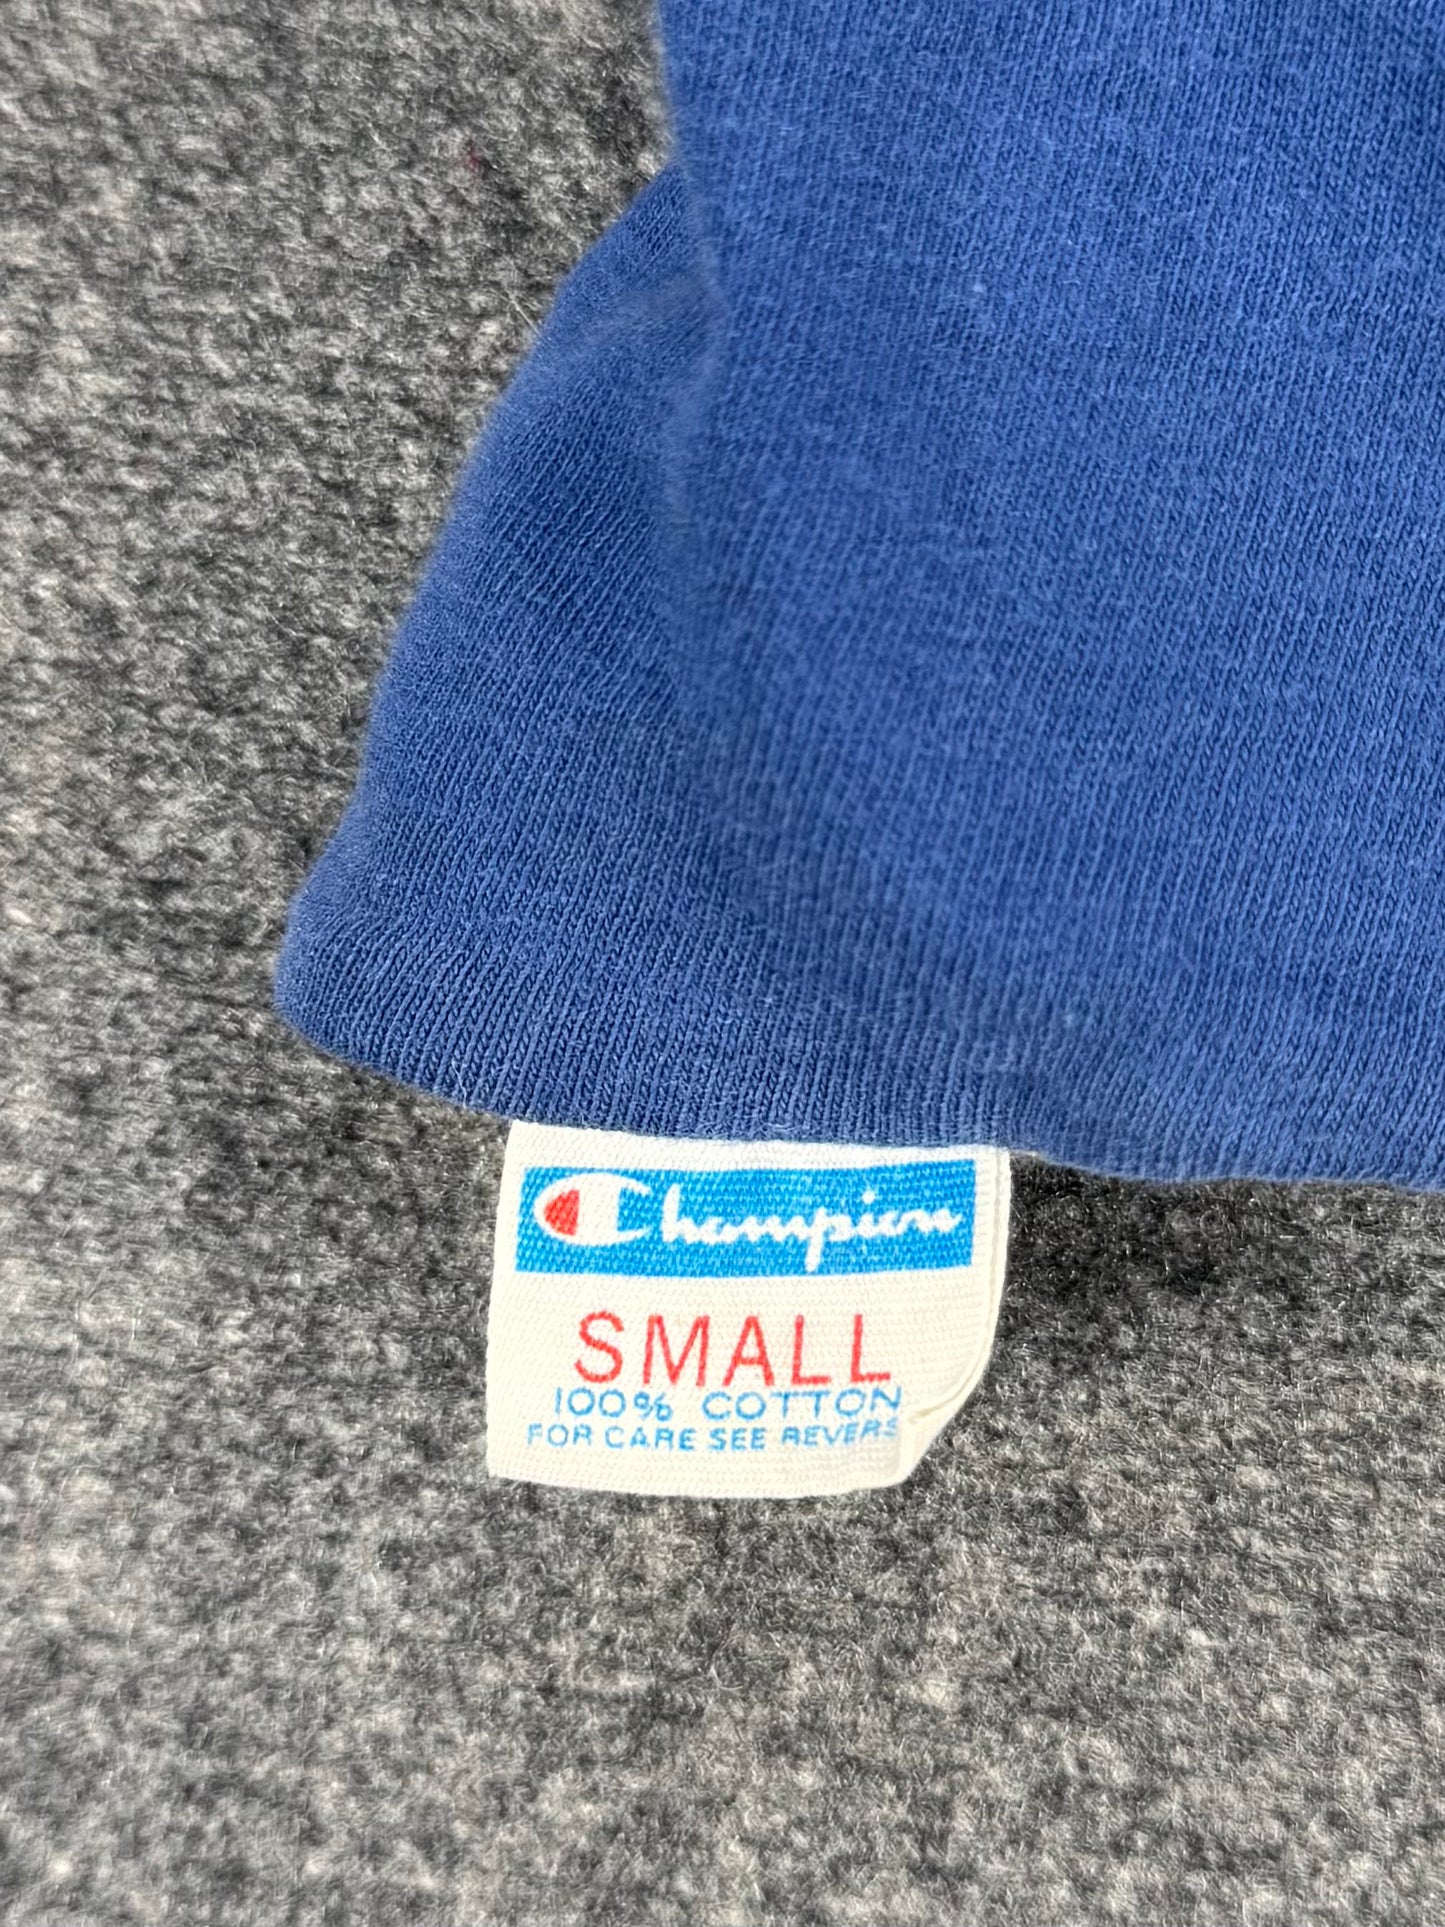 Champion
SMALL
100% COTTON
FOR CARE SEE REVERS